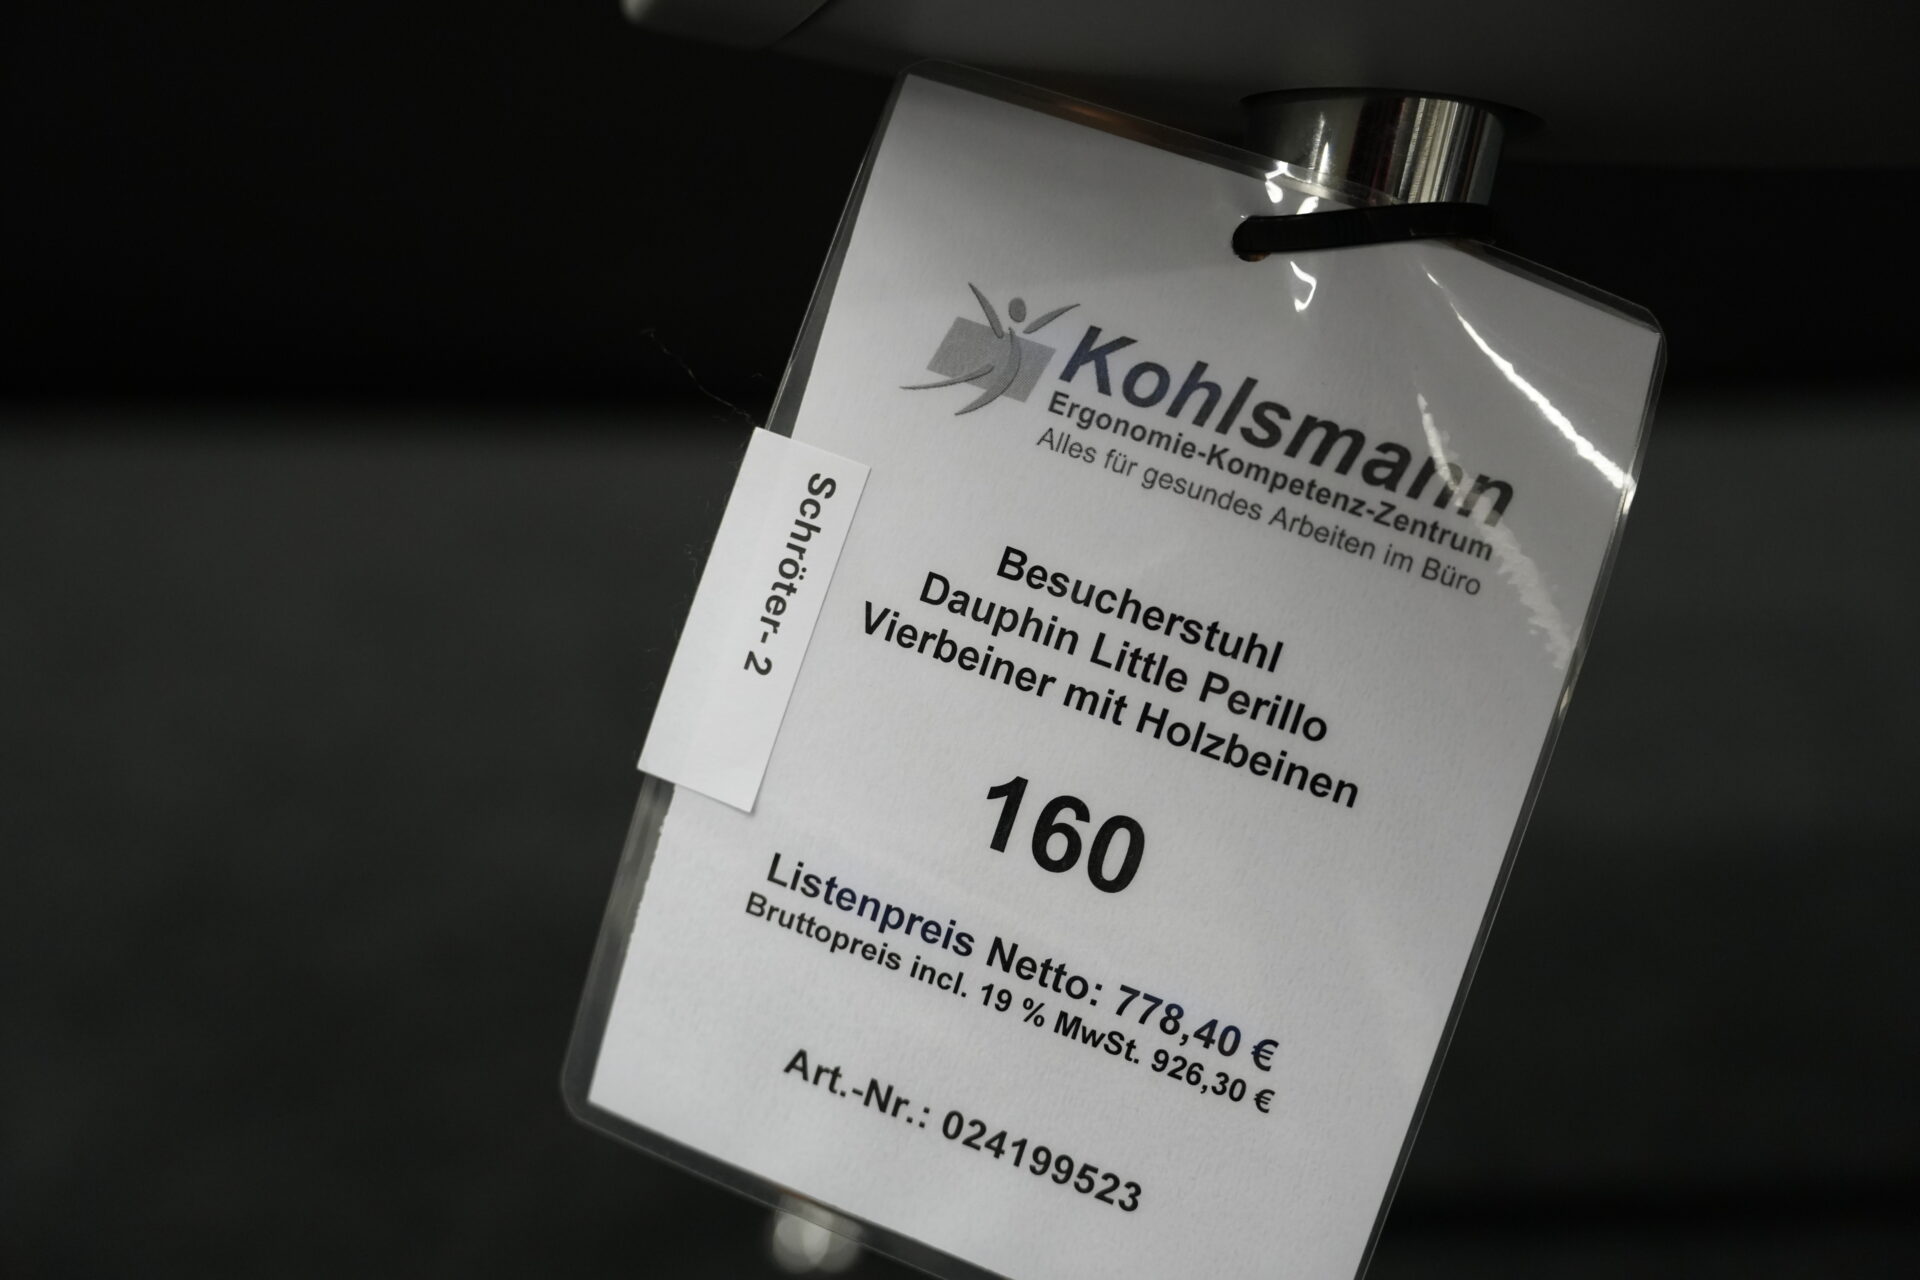 Kohlsmann
Ergonomie-Kompetenz-Zentrum
Alles für gesundes Arbeiten im Büro
Schröter- 2
Besucherstuhl
Dauphin Little Perillo
Vierbeiner mit Holzbeinen
160
Listenpreis Netto: 778,40 €
Bruttopreis incl. 19 % MwSt. 926,30 €
Art.-Nr.: 024199523